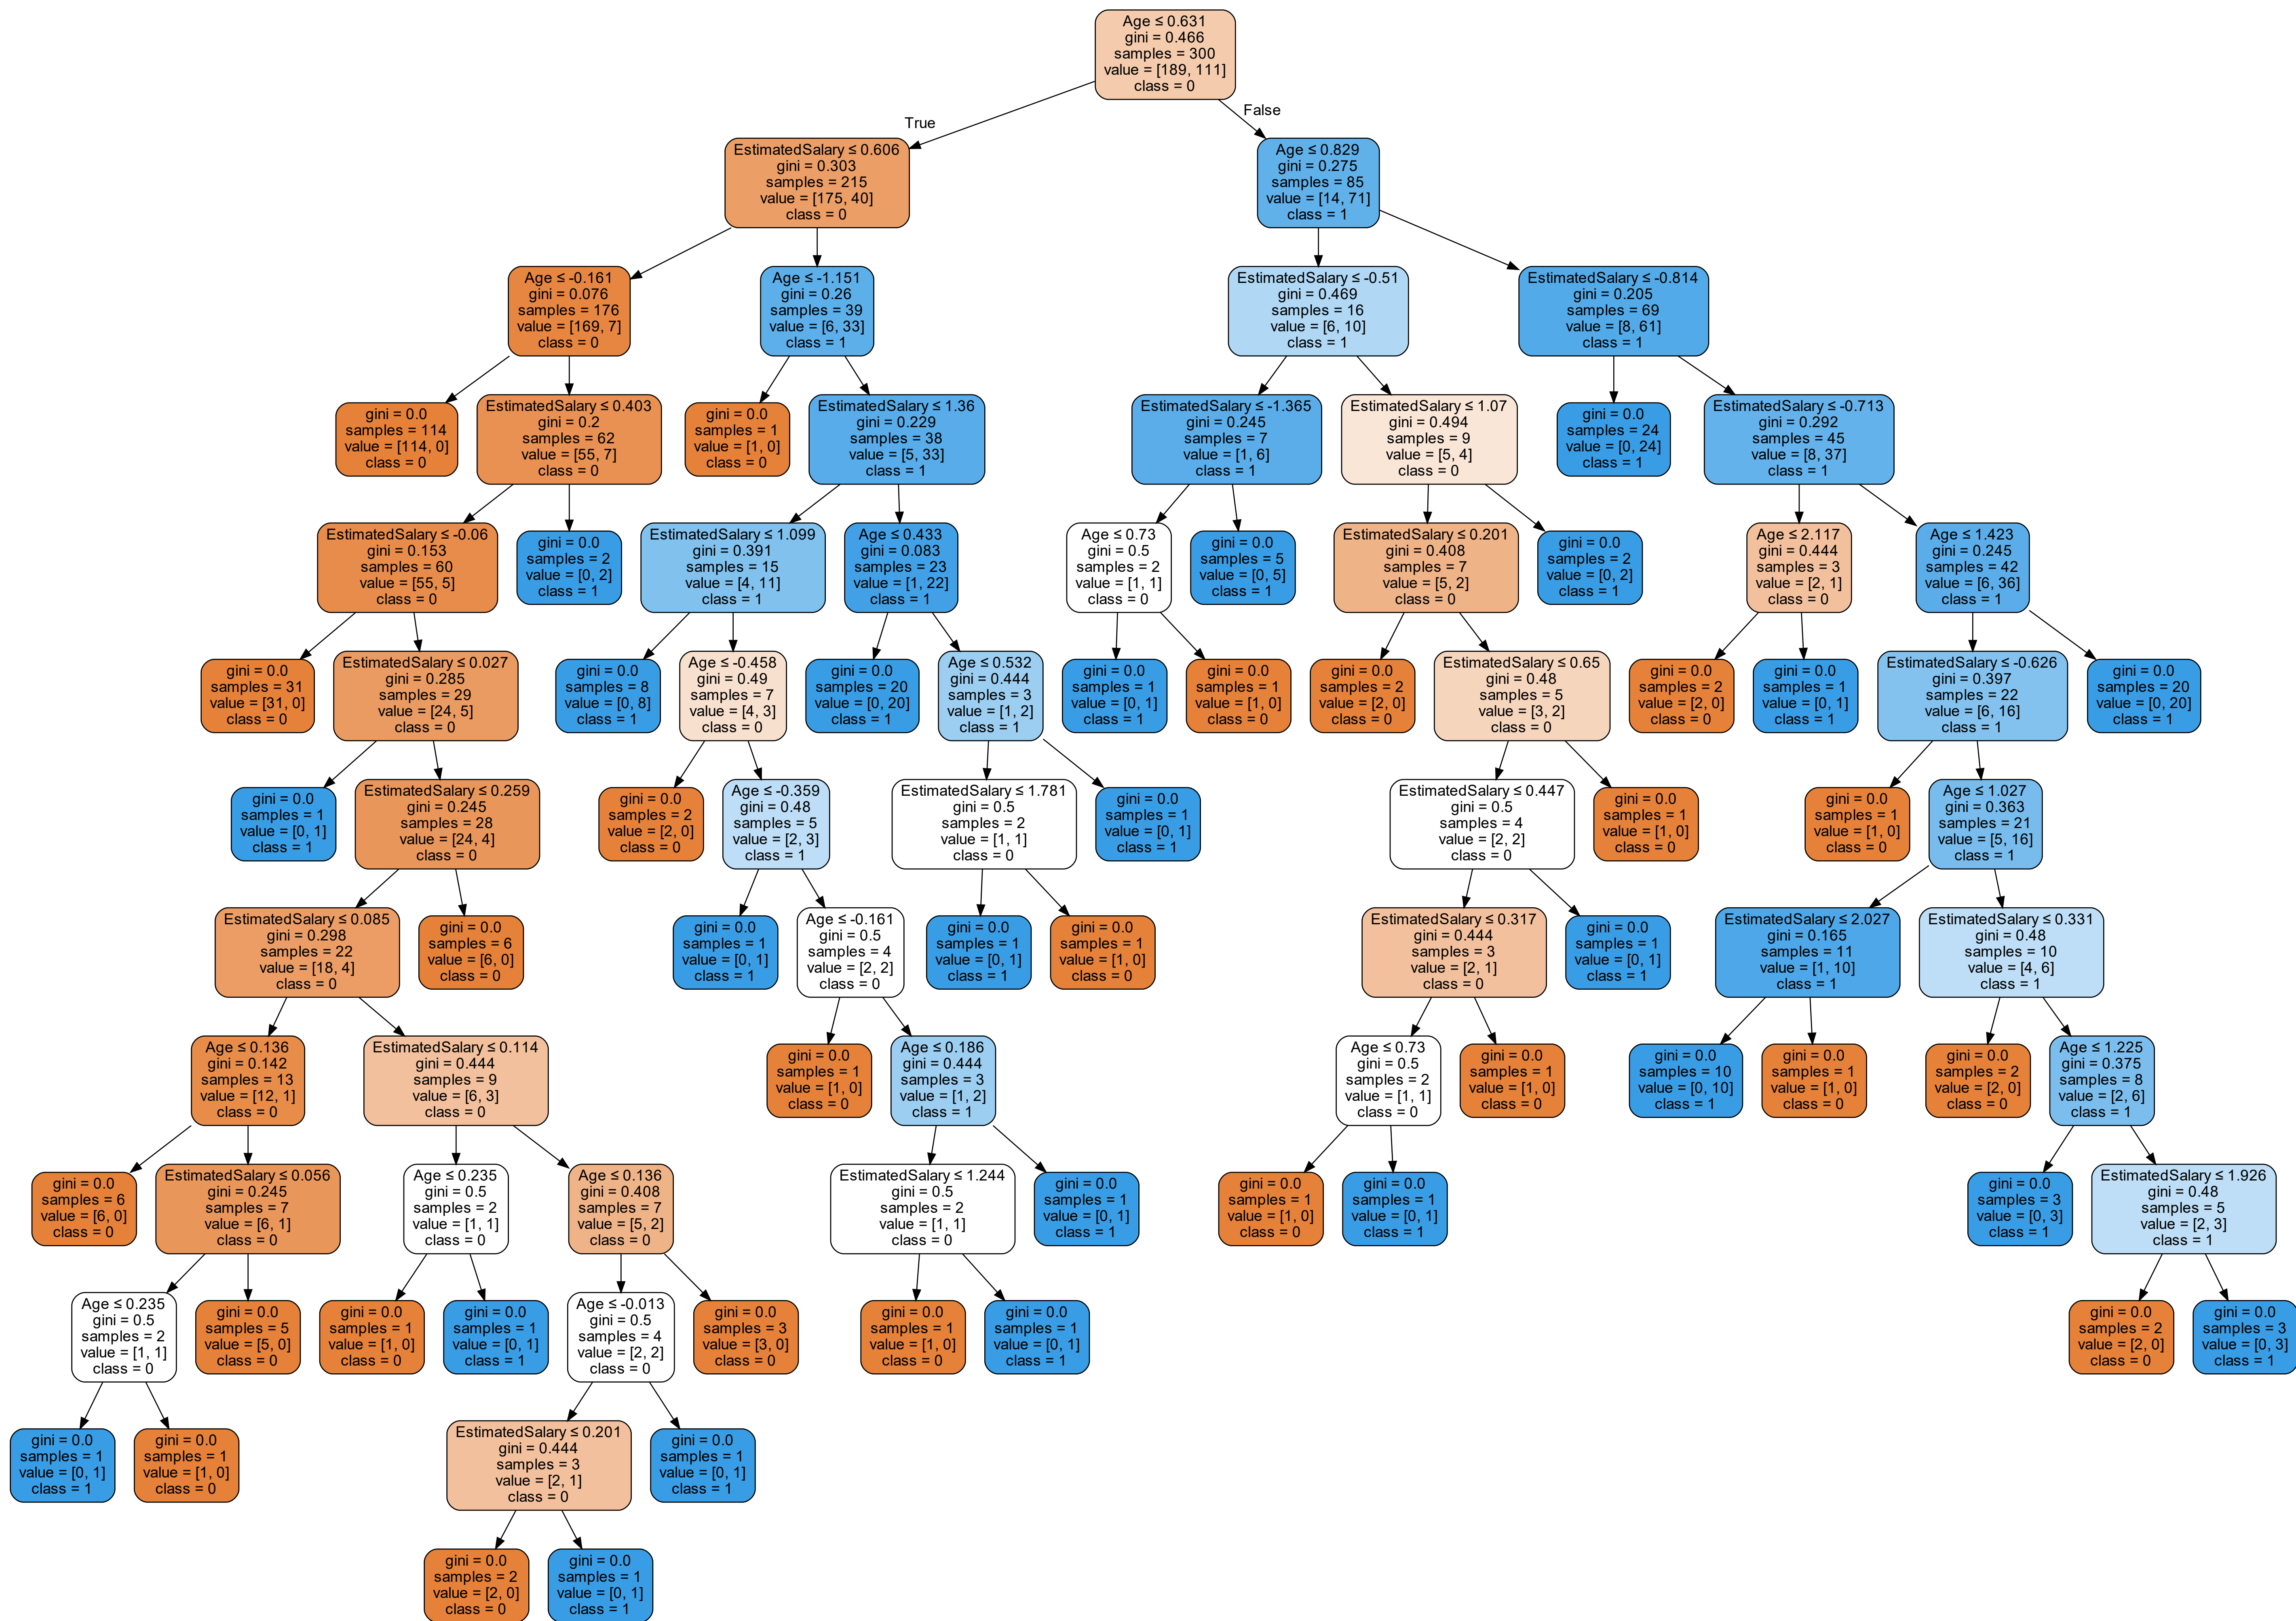 Age ≤ 0.631
gini = 0.466
samples = 300
value = [189, 111]
class = 0
True
False
EstimatedSalary ≤ 0.606
gini = 0.303
samples = 215
value = [175, 40]
class = 0
Age ≤ 0.829
gini = 0.275
samples = 85
value = [14, 71]
class = 1
Age ≤ -0.161
gini = 0.076
samples = 176
value = [169, 7]
class = 0
Age ≤ -1.151
gini = 0.26
samples = 39
value = [6, 33]
class = 1
EstimatedSalary ≤ -0.51
gini = 0.469
samples = 16
value = [6, 10]
class = 1
EstimatedSalary ≤ -0.814
gini = 0.205
samples = 69
value = [8, 61]
class = 1
gini = 0.0
samples = 114
value = [114, 0]
class = 0
EstimatedSalary ≤ 0.403
gini = 0.2
samples = 62
value = [55, 7]
class = 0
gini = 0.0
samples = 1
value = [1, 0]
class = 0
EstimatedSalary ≤ 1.36
gini = 0.229
samples = 38
value = [5, 33]
class = 1
EstimatedSalary ≤ -1.365
gini = 0.245
samples = 7
value = [1, 6]
class = 1
EstimatedSalary ≤ 1.07
gini = 0.494
samples = 9
value = [5, 4]
class = 0
gini = 0.0
samples = 24
value = [0, 24]
class = 1
EstimatedSalary ≤ -0.713
gini = 0.292
samples = 45
value = [8, 37]
class = 1
EstimatedSalary ≤ -0.06
gini = 0.153
samples = 60
value = [55, 5]
class = 0
gini = 0.0
samples = 2
value = [0, 2]
class = 1
EstimatedSalary ≤ 1.099
gini = 0.391
samples = 15
value = [4, 11]
class = 1
Age ≤ 0.433
gini = 0.083
samples = 23
value = [1, 22]
class = 1
Age ≤ 0.73
gini = 0.5
samples = 2
value = [1, 1]
class = 0
gini = 0.0
samples = 5
value = [0, 5]
class = 1
EstimatedSalary ≤ 0.201
gini = 0.408
samples = 7
value = [5, 2]
class = 0
gini = 0.0
samples = 2
value = [0, 2]
class = 1
Age ≤ 2.117
gini = 0.444
samples = 3
value = [2, 1]
class = 0
Age ≤ 1.423
gini = 0.245
samples = 42
value = [6, 36]
class = 1
gini = 0.0
samples = 31
value = [31, 0]
class = 0
EstimatedSalary ≤ 0.027
gini = 0.285
samples = 29
value = [24, 5]
class = 0
gini = 0.0
samples = 8
value = [0, 8]
class = 1
Age ≤ -0.458
gini = 0.49
samples = 7
value = [4, 3]
class = 0
gini = 0.0
samples = 20
value = [0, 20]
class = 1
Age ≤ 0.532
gini = 0.444
samples = 3
value = [1, 2]
class = 1
gini = 0.0
samples = 1
value = [0, 1]
class = 1
gini = 0.0
samples = 1
value = [1, 0]
class = 0
gini = 0.0
samples = 2
value = [2, 0]
class = 0
EstimatedSalary ≤ 0.65
gini = 0.48
samples = 5
value = [3, 2]
class = 0
gini = 0.0
samples = 2
value = [2, 0]
class = 0
gini = 0.0
samples = 1
value = [0, 1]
class = 1
EstimatedSalary ≤ -0.626
gini = 0.397
samples = 22
value = [6, 16]
class = 1
gini = 0.0
samples = 20
value = [0, 20]
class = 1
gini = 0.0
samples = 1
value = [0, 1]
class = 1
EstimatedSalary ≤ 0.259
gini = 0.245
samples = 28
value = [24, 4]
class = 0
gini = 0.0
samples = 2
value = [2, 0]
class = 0
Age ≤ -0.359
gini = 0.48
samples = 5
value = [2, 3]
class = 1
EstimatedSalary ≤ 1.781
gini = 0.5
samples = 2
value = [1, 1]
class = 0
gini = 0.0
samples = 1
value = [0, 1]
class = 1
EstimatedSalary ≤ 0.447
gini = 0.5
samples = 4
value = [2, 2]
class = 0
gini = 0.0
samples = 1
value = [1, 0]
class = 0
gini = 0.0
samples = 1
value = [1, 0]
class = 0
Age ≤ 1.027
gini = 0.363
samples = 21
value = [5, 16]
class = 1
EstimatedSalary ≤ 0.085
gini = 0.298
samples = 22
value = [18, 4]
class = 0
gini = 0.0
samples = 6
value = [6, 0]
class = 0
gini = 0.0
samples = 1
value = [0, 1]
class = 1
Age ≤ -0.161
gini = 0.5
samples = 4
value = [2, 2]
class = 0
gini = 0.0
samples = 1
value = [0, 1]
class = 1
gini = 0.0
samples = 1
value = [1, 0]
class = 0
EstimatedSalary ≤ 0.317
gini = 0.444
samples = 3
value = [2, 1]
class = 0
gini = 0.0
samples = 1
value = [0, 1]
class = 1
EstimatedSalary ≤ 2.027
gini = 0.165
samples = 11
value = [1, 10]
class = 1
EstimatedSalary ≤ 0.331
gini = 0.48
samples = 10
value = [4, 6]
class = 1
Age ≤ 0.136
gini = 0.142
samples = 13
value = [12, 1]
class = 0
EstimatedSalary ≤ 0.114
gini = 0.444
samples = 9
value = [6, 3]
class = 0
gini = 0.0
samples = 1
value = [1, 0]
class = 0
Age ≤ 0.186
gini = 0.444
samples = 3
value = [1, 2]
class = 1
Age ≤ 0.73
gini = 0.5
samples = 2
value = [1, 1]
class = 0
gini = 0.0
samples = 1
value = [1, 0]
class = 0
gini = 0.0
samples = 10
value = [0, 10]
class = 1
gini = 0.0
samples = 1
value = [1, 0]
class = 0
gini = 0.0
samples = 2
value = [2, 0]
class = 0
Age ≤ 1.225
gini = 0.375
samples = 8
value = [2, 6]
class = 1
gini = 0.0
samples = 6
value = [6, 0]
class = 0
EstimatedSalary ≤ 0.056
gini = 0.245
samples = 7
value = [6, 1]
class = 0
Age ≤ 0.235
gini = 0.5
samples = 2
value = [1, 1]
class = 0
Age ≤ 0.136
gini = 0.408
samples = 7
value = [5, 2]
class = 0
EstimatedSalary ≤ 1.244
gini = 0.5
samples = 2
value = [1, 1]
class = 0
gini = 0.0
samples = 1
value = [0, 1]
class = 1
gini = 0.0
samples = 1
value = [1, 0]
class = 0
gini = 0.0
samples = 1
value = [0, 1]
class = 1
gini = 0.0
samples = 3
value = [0, 3]
class = 1
EstimatedSalary ≤ 1.926
gini = 0.48
samples = 5
value = [2, 3]
class = 1
Age ≤ 0.235
gini = 0.5
samples = 2
value = [1, 1]
class = 0
gini = 0.0
samples = 5
value = [5, 0]
class = 0
gini = 0.0
samples = 1
value = [1, 0]
class = 0
gini = 0.0
samples = 1
value = [0, 1]
class = 1
Age ≤ -0.013
gini = 0.5
samples = 4
value = [2, 2]
class = 0
gini = 0.0
samples = 3
value = [3, 0]
class = 0
gini = 0.0
samples = 1
value = [1, 0]
class = 0
gini = 0.0
samples = 1
value = [0, 1]
class = 1
gini = 0.0
samples = 2
value = [2, 0]
class = 0
gini = 0.0
samples = 3
value = [0, 3]
class = 1
gini = 0.0
samples = 1
value = [0, 1]
class = 1
gini = 0.0
samples = 1
value = [1, 0]
class = 0
EstimatedSalary ≤ 0.201
gini = 0.444
samples = 3
value = [2, 1]
class = 0
gini = 0.0
samples = 1
value = [0, 1]
class = 1
gini = 0.0
samples = 2
value = [2, 0]
class = 0
gini = 0.0
samples = 1
value = [0, 1]
class = 1